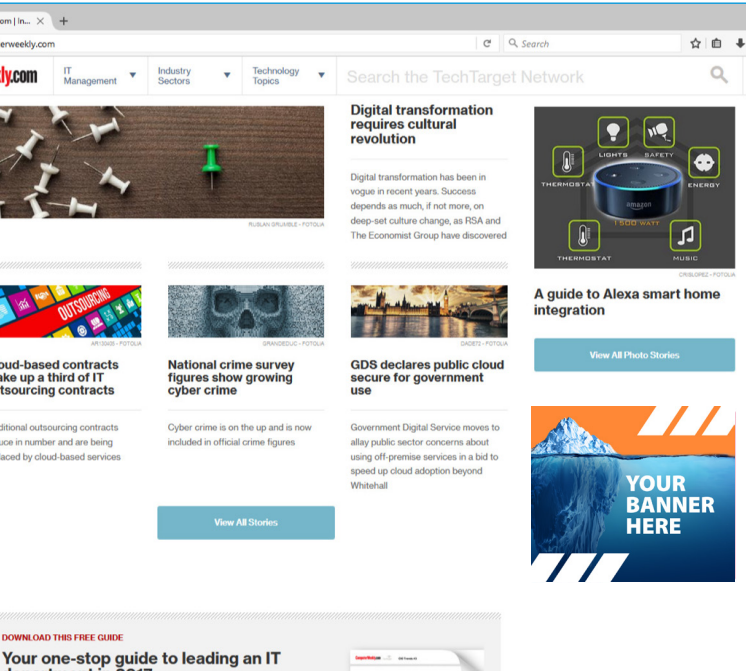 om | In...
erweekly.com
Search
ly.com
IT
Management
Industry
Sectors
Technology
Topics
Search the TechTarget Network
RUSLAN GRUMBLE - FOTOLIA
Digital transformation
requires cultural
revolution
Digital transformation has been in
vogue in recent years. Success
depends as much, if not more, on
deep-set culture change, as RSA and
The Economist Group have discovered
LIGHTS
SAFETY
THERMOSTAT
ENERGY
amazon
1500 WATT
THERMOSTAT
MUSIC
CRISLOPEZ - FOTOLIA
A guide to Alexa smart home
integration
View All Photo Stories
OUTSOURCING
oud-based contracts
ake up a third of IT
tsourcing contracts
ditional outsourcing contracts
uce in number and are being
laced by cloud-based services
GRANDEDUC - FOTOLIA
National crime survey
figures show growing
cyber crime
Cyber crime is on the up and is now
included in official crime figures
GDS declares public cloud
secure for government
use
Government Digital Service moves to
allay public sector concerns about
using off-premise services in a bid to
speed up cloud adoption beyond
Whitehall
View All Stories
YOUR
BANNER
HERE
DOWNLOAD THIS FREE GUIDE
Your one-stop guide to leading an IT